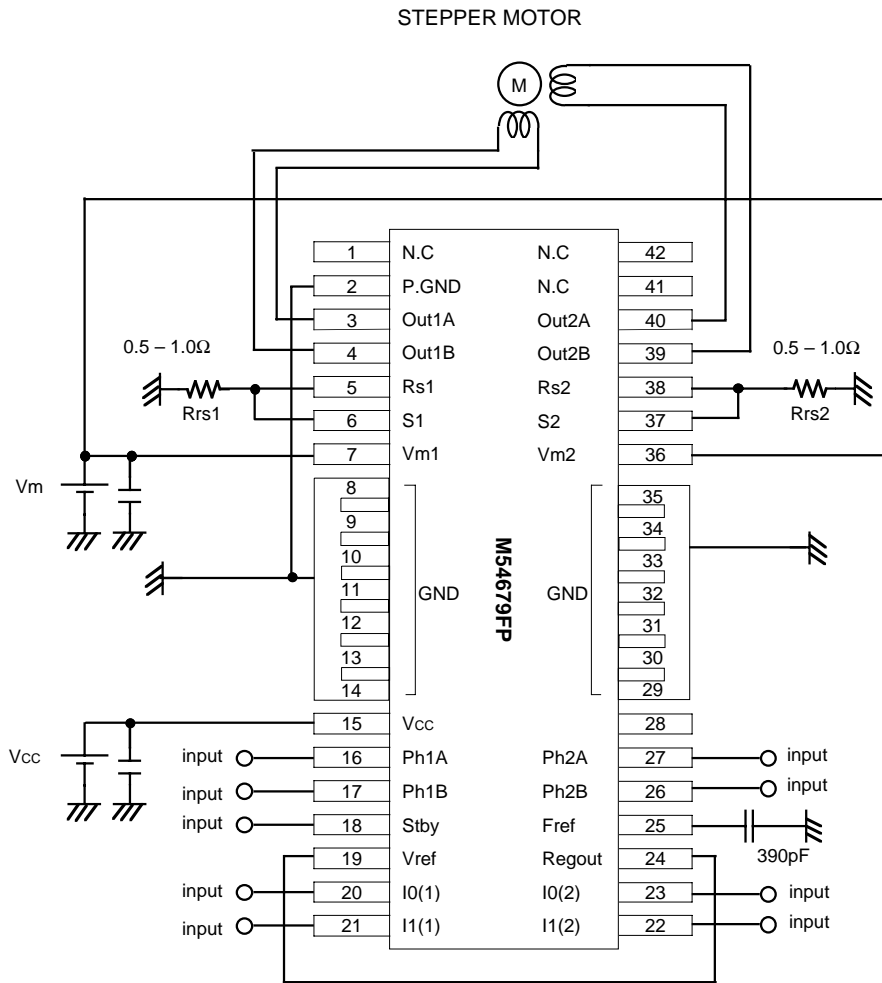 STEPPER MOTOR
M
1 N.C N.C 42
2 P.GND N.C 41
3 Out1A Out2A 40
0.5 – 1.0Ω 4 Out1B Out2B 39 0.5 – 1.0Ω
5 Rs1 Rs2 38
Rrs1 6 S1 S2 37 Rrs2
7 Vm1 Vm2 36
Vm
8 35
9 34
10 33
11 GND GND 32
12 31
13 30
14 29
M54679FP
15 Vcc 28
Vcc
input 16 Ph1A Ph2A 27 input
input 17 Ph1B Ph2B 26 input
input 18 Stby Fref 25
390pF
19 Vref Regout 24
input 20 I0(1) I0(2) 23 input
input 21 I1(1) I1(2) 22 input